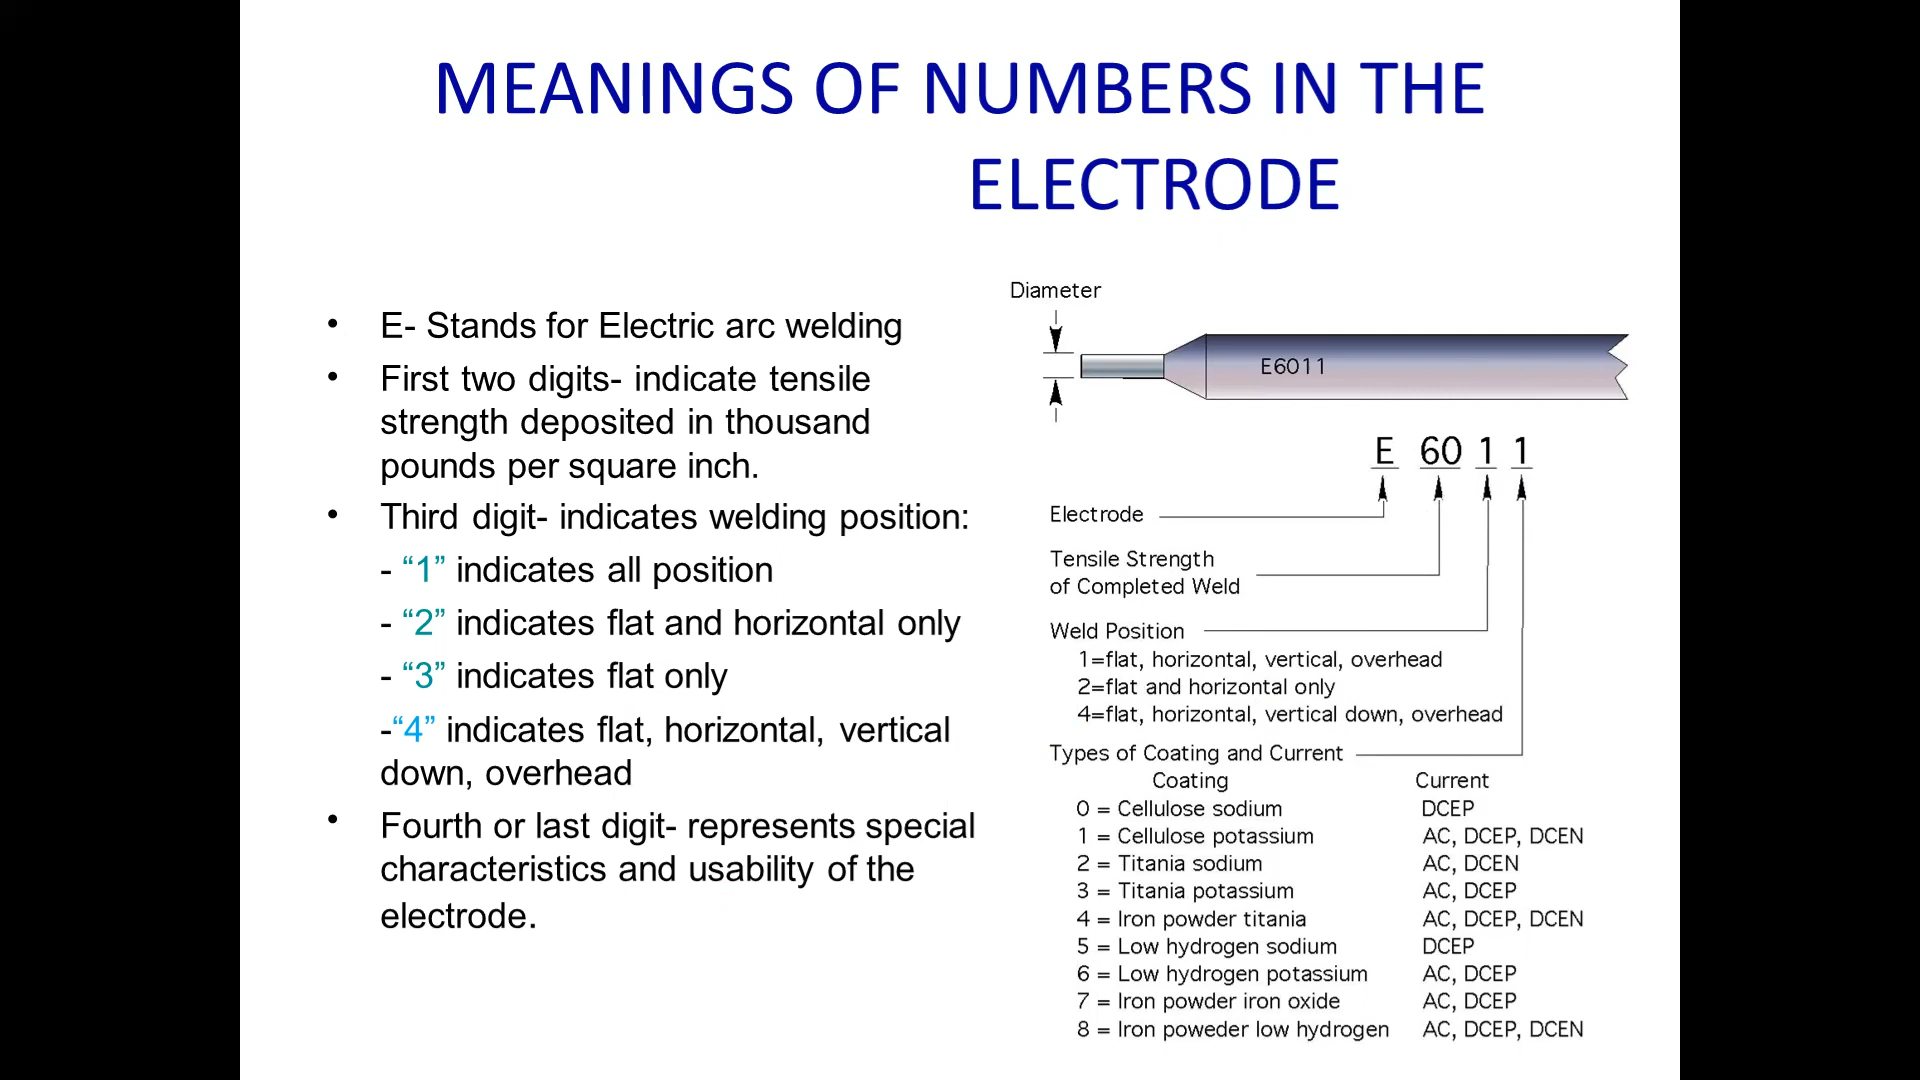 MEANINGS OF NUMBERS IN THE
ELECTRODE
• E- Stands for Electric arc welding
• First two digits- indicate tensile
strength deposited in thousand
pounds per square inch.
• Third digit- indicates welding position:
- “1” indicates all position
- “2” indicates flat and horizontal only
- “3” indicates flat only
-“4” indicates flat, horizontal, vertical
down, overhead
• Fourth or last digit- represents special
characteristics and usability of the
electrode.
Diameter
E6011
E 60 1 1
Electrode
Tensile Strength
of Completed Weld
Weld Position
1=flat, horizontal, vertical, overhead
2=flat and horizontal only
4=flat, horizontal, vertical down, overhead
Types of Coating and Current
Coating Current
0 = Cellulose sodium DCEP
1 = Cellulose potassium AC, DCEP, DCEN
2 = Titania sodium AC, DCEN
3 = Titania potassium AC, DCEP
4 = Iron powder titania AC, DCEP, DCEN
5 = Low hydrogen sodium DCEP
6 = Low hydrogen potassium AC, DCEP
7 = Iron powder iron oxide AC, DCEP
8 = Iron poweder low hydrogen AC, DCEP, DCEN